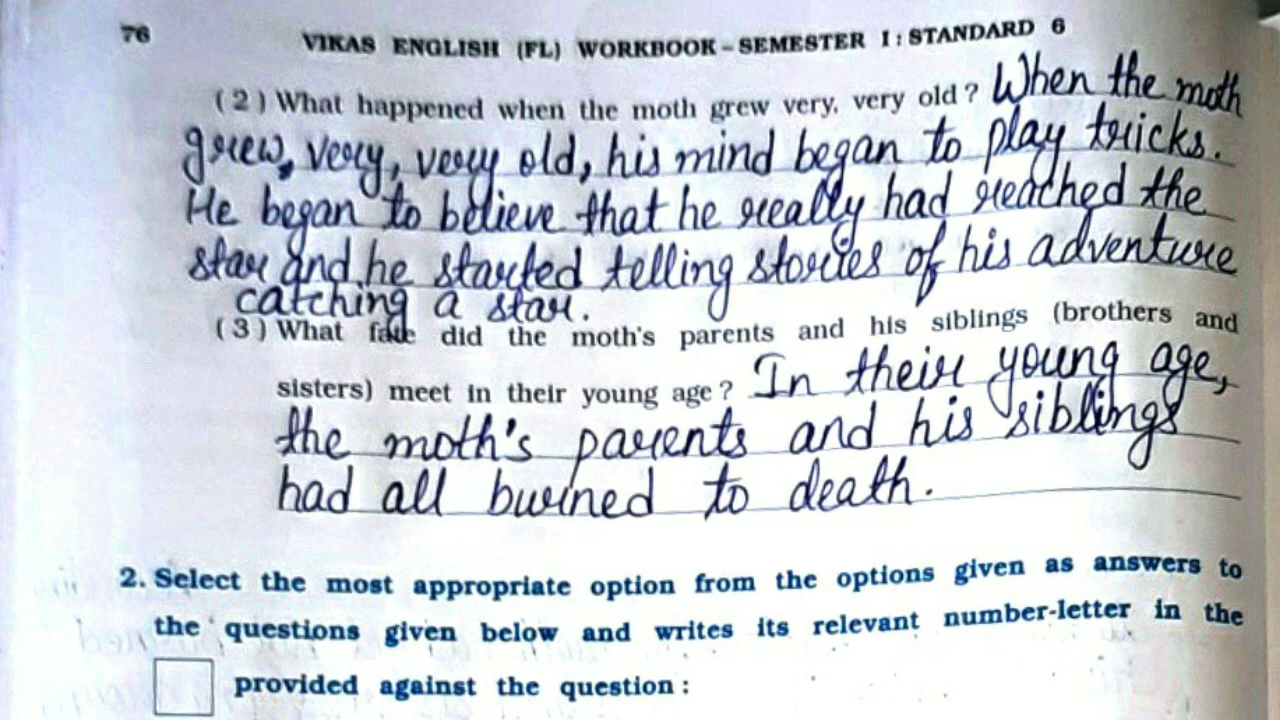 76 VIKAS ENGLISH (FL) WORKBOOK – SEMESTER I : STANDARD 6
( 2 ) What happened when the moth grew very, very old ? When the moth
grew, very, very old, his mind began to play tricks.
He began to believe that he really had reached the
star and he started telling stories of his adventure
catching a star.
( 3 ) What fate did the moth's parents and his siblings (brothers and
sisters) meet in their young age ? In their young age,
the moth's parents and his siblings
had all burned to death.
2. Select the most appropriate option from the options given as answers to
the questions given below and writes its relevant number-letter in the
provided against the question :